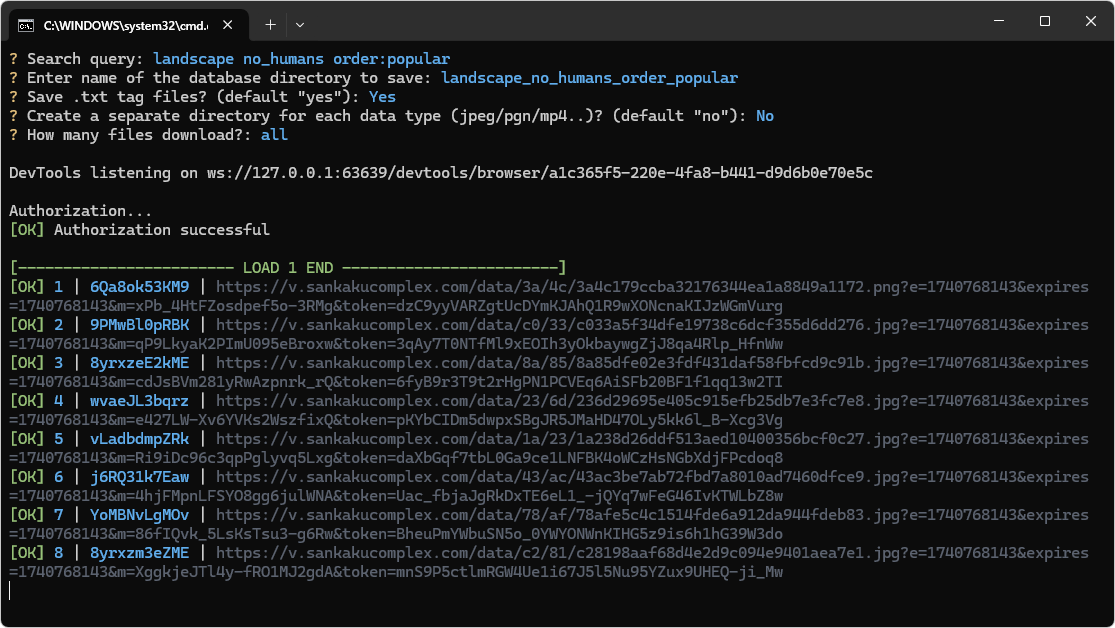 C:\WINDOWS\system32\cmd.
? Search query: landscape no_humans order:popular
? Enter name of the database directory to save: landscape_no_humans_order_popular
? Save .txt tag files? (default "yes"): Yes
? Create a separate directory for each data type (jpeg/pgn/mp4..)? (default "no"): No
? How many files download?: all
DevTools listening on ws://127.0.0.1:63639/devtools/browser/a1c365f5-220e-4fa8-b441-d9d6b0e70e5c
Authorization...
[OK] Authorization successful
[------------------------ LOAD 1 END ------------------------]
[OK] 1 | 6Qa8ok53KM9 | https://v.sankakucomplex.com/data/3a/4c/3a4c179ccba32176344ea1a8849a1172.png?e=1740768143&expires
=1740768143&m=xPb_4HtFZosdpef5o-3RMg&token=dzC9yyVARZgtUcDYmKJAhQ1R9wXONcnaKIJzWGmVurg
[OK] 2 | 9PMwBl0pRBK | https://v.sankakucomplex.com/data/c0/33/c033a5f34dfe19738c6dcf355d6dd276.jpg?e=1740768143&expires
=1740768143&m=qP9LkyaK2PImU095eBroxw&token=3qAy7T0NTfMl9xEOIh3yOkbaywgZjJ8qa4Rlp_HfnWw
[OK] 3 | 8yrxzeE2kME | https://v.sankakucomplex.com/data/8a/85/8a85dfe02e3fdf431daf58fbfcd9c91b.jpg?e=1740768143&expires
=1740768143&m=cdJsBVm281yRwAzpnrk_rQ&token=6fyB9r3T9t2rHgPN1PCVEq6AiSFb20BF1f1qq13w2TI
[OK] 4 | wvaeJL3bqrz | https://v.sankakucomplex.com/data/23/6d/236d29695e405c915efb25db7e3fc7e8.jpg?e=1740768143&expires
=1740768143&m=e427LW-Xv6YVKs2WszfixQ&token=pKYbCIDm5dwpxSBgJR5JMaHD47OLy5kk6l_B-Xcg3Vg
[OK] 5 | vLadbdmpZRk | https://v.sankakucomplex.com/data/1a/23/1a238d26ddf513aed10400356bcf0c27.jpg?e=1740768143&expires
=1740768143&m=Ri9iDc96c3qpPglyvq5Lxg&token=daXbGqf7tbL0Ga9ce1LNFBK4oWCzHsNGbXdjFPcdoq8
[OK] 6 | j6RQ31k7Eaw | https://v.sankakucomplex.com/data/43/ac/43ac3be7ab72fbd7a8010ad7460dfce9.jpg?e=1740768143&expires
=1740768143&m=4hjFMpnLFSYO8gg6julWNA&token=Uac_fbjaJgRkDxTE6eL1_-jQYq7wFeG46IvKTWLbZ8w
[OK] 7 | YoMBNvLgMOv | https://v.sankakucomplex.com/data/78/af/78afe5c4c1514fde6a912da944fdeb83.jpg?e=1740768143&expires
=1740768143&m=86fIQvk_5LsKsTsu3-g6Rw&token=BheuPmYWbuSN5o_0YWYONWnKIHG5z9is6h1hG39W3do
[OK] 8 | 8yrxzm3eZME | https://v.sankakucomplex.com/data/c2/81/c28198aaf68d4e2d9c094e9401aea7e1.jpg?e=1740768143&expires
=1740768143&m=XggkjeJTl4y-fRO1MJ2gdA&token=mnS9P5ctlmRGW4Ue1i67J5l5Nu95YZux9UHEQ-ji_Mw